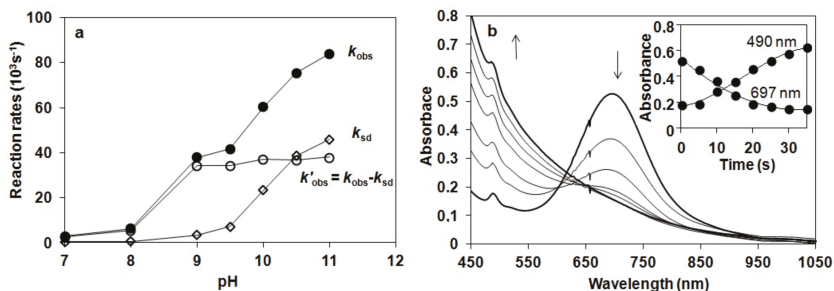 a
100
80
60
40
20
0
7
8
9
10
11
12
Reaction rates (10³s⁻¹)
pH
kobs
ksd
k'obs = kobs-ksd
b
0.8
0.7
0.6
0.5
0.4
0.3
0.2
0.1
0
450
550
650
750
850
950
1050
Absorbace
Wavelength (nm)
0.8
0.6
0.4
0.2
0
0
10
20
30
Absorbance
Time (s)
490 nm
697 nm